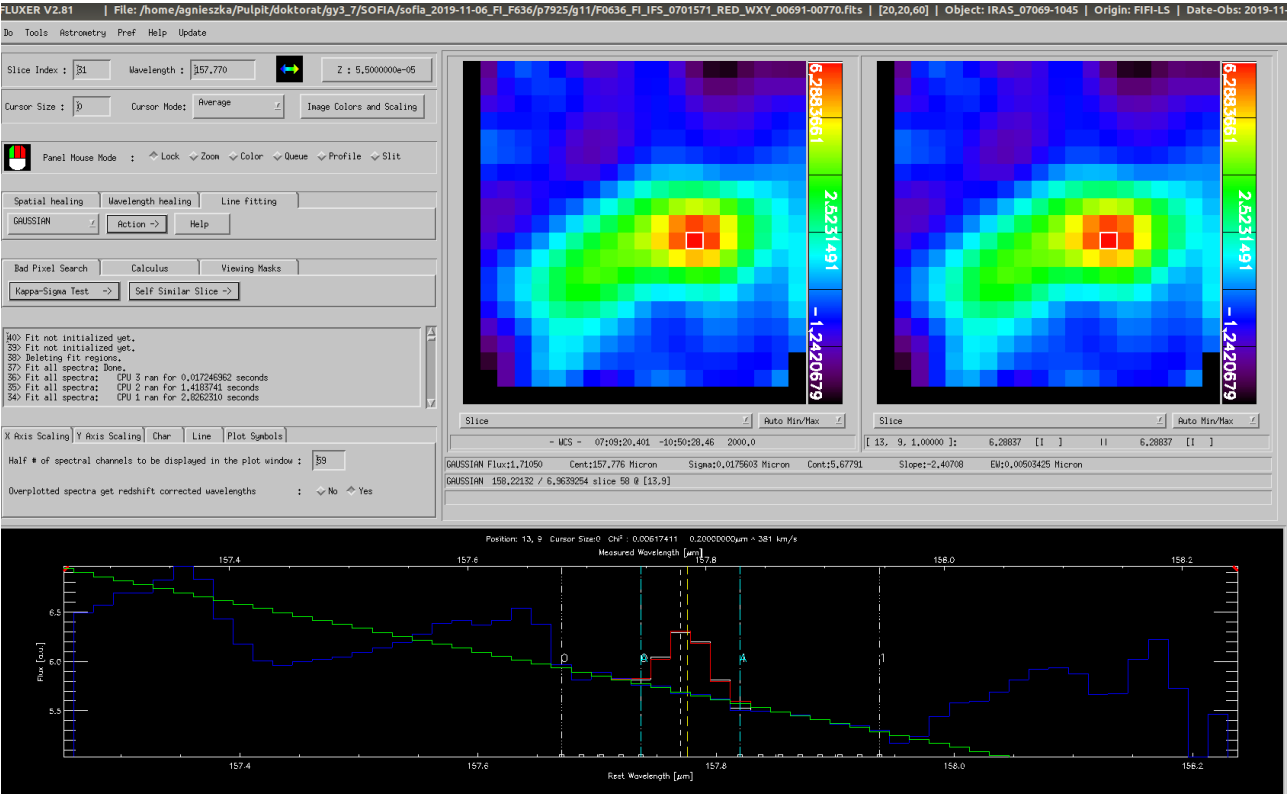 FLUXER V2.81 | File: /home/agnieszka/Pulpit/doktorat/gy3_7/SOFIA/sofia_2019-11-06_FI_F636/p7925/g11/F0636_FI_IFS_0701571_RED_WXY_00691-00770.fits | [20,20,60] | Object: IRAS_07069-1045 | Origin: FIFI-LS | Date-Obs: 2019-11-
Do Tools Astrometry Pref Help Update
Slice Index : 31 Wavelength : 157.770 Z : 5.5000000e-05
Cursor Size : 0 Cursor Mode: Average Image Colors and Scaling
Panel Mouse Mode : Lock Zoom Color Queue Profile Slit
Spatial healing Wavelength healing Line fitting
GAUSSIAN Action -> Help
Bad Pixel Search Calculus Viewing Masks
Kappa-Sigma Test -> Self Similar Slice ->
40> Fit not initialized yet.
39> Fit not initialized yet.
38> Deleting fit regions.
37> Fit all spectra: Done.
36> Fit all spectra: CPU 3 ran for 0.017246962 seconds
35> Fit all spectra: CPU 2 ran for 1.4183741 seconds
34> Fit all spectra: CPU 1 ran for 2.8262310 seconds
X Axis Scaling Y Axis Scaling Char Line Plot Symbols
Half # of spectral channels to be displayed in the plot window : 59
Overplotted spectra get redshift corrected wavelengths : No Yes
6.2883661
2.5231491
-1.2420679
6.2883661
2.5231491
-1.2420679
Slice Auto Min/Max Slice Auto Min/Max
- WCS - 07:09:20.401 -10:50:28.46 2000.0 [ 13, 9, 1.00000 ]: 6.28837 [I ] || 6.28837 [I ]
GAUSSIAN Flux:1.71050 Cent:157.776 Micron Sigma:0.0175603 Micron Cont:5.67791 Slope:-2.40708 EW:0.00503425 Micron
GAUSSIAN 158.22132 / 6.9639254 slice 58 @ [13,9]
Position: 13, 9 Cursor Size:0 Chi² : 0.00617411 0.20000000μm ^ 381 km/s
Measured Wavelength [μm]
157.4 157.6 157.8 158.0 158.2
6.5
6.0
5.5
Flux [a.u.]
0 0 A 1
157.4 157.6 157.8 158.0 158.2
Rest Wavelength [μm]